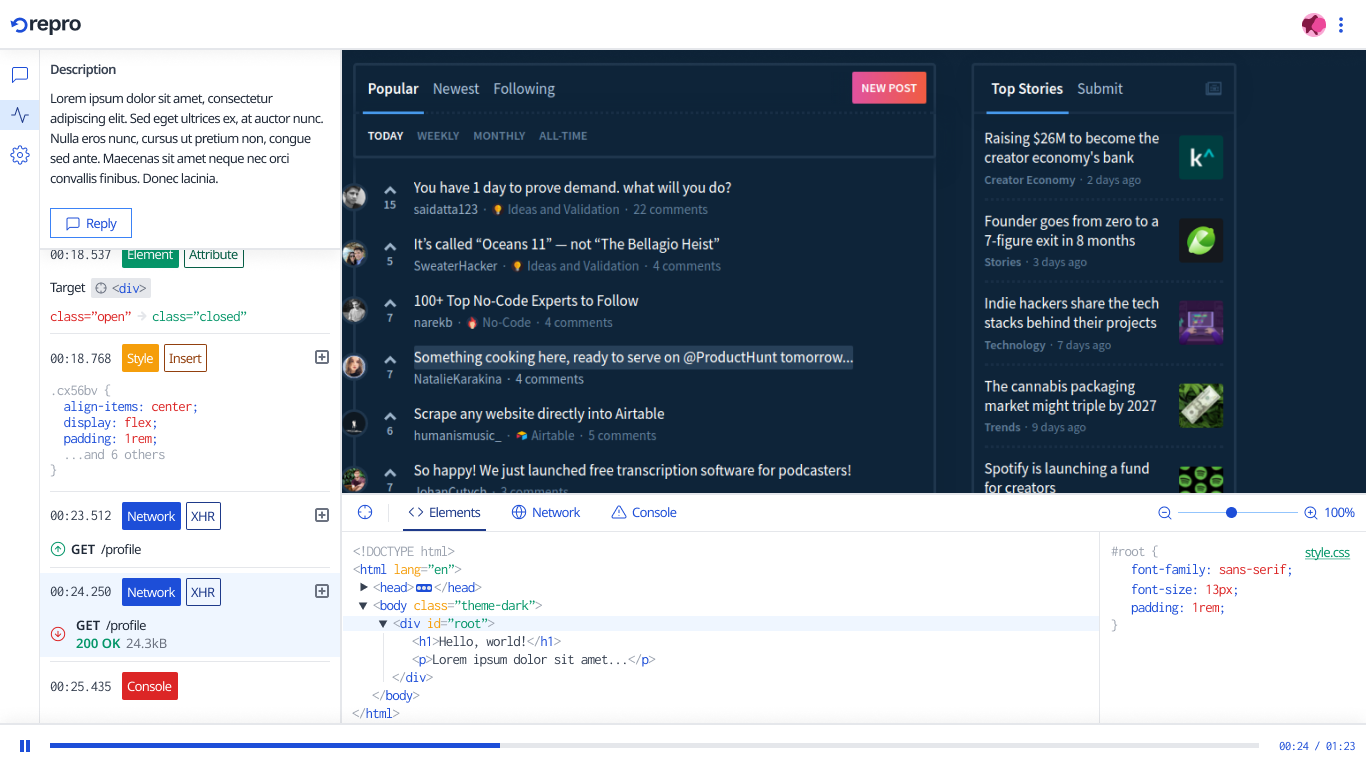 repro
Description
Lorem ipsum dolor sit amet, consectetur
adipiscing elit. Sed eget ultrices ex, at auctor nunc.
Nulla eros nunc, cursus ut pretium non, congue
sed ante. Maecenas sit amet neque nec orci
convallis finibus. Donec lacinia.
Reply
00:18.537 Element Attribute
Target <div>
class="open” → class="closed”
00:18.768 Style Insert
.cx56bv {
align-items: center;
display: flex;
padding: 1rem;
...and 6 others
}
00:23.512 Network XHR
GET /profile
00:24.250 Network XHR
GET /profile
200 OK 24.3kB
00:25.435 Console
Popular Newest Following NEW POST
TODAY WEEKLY MONTHLY ALL-TIME
You have 1 day to prove demand. what will you do?
15
saidatta123 · Ideas and Validation · 22 comments
It’s called “Oceans 11” — not “The Bellagio Heist”
5
SweaterHacker · Ideas and Validation · 4 comments
100+ Top No-Code Experts to Follow
7
narekb · No-Code · 4 comments
Something cooking here, ready to serve on @ProductHunt tomorrow...
7
NatalieKarakina · 4 comments
Scrape any website directly into Airtable
6
humanismusic_ · Airtable · 5 comments
So happy! We just launched free transcription software for podcasters!
7
JohanCutych · 3 comments
Top Stories Submit
Raising $26M to become the
creator economy's bank
Creator Economy · 2 days ago
k^
Founder goes from zero to a
7-figure exit in 8 months
Stories · 3 days ago
Indie hackers share the tech
stacks behind their projects
Technology · 7 days ago
The cannabis packaging
market might triple by 2027
Trends · 9 days ago
Spotify is launching a fund
for creators
Elements Network Console 100%
<!DOCTYPE html>
<html lang="en”>
<head></head>
<body class="theme-dark”>
<div id="root”>
<h1>Hello, world!</h1>
<p>Lorem ipsum dolor sit amet...</p>
</div>
</body>
</html>
#root { style.css
font-family: sans-serif;
font-size: 13px;
padding: 1rem;
}
00:24 / 01:23